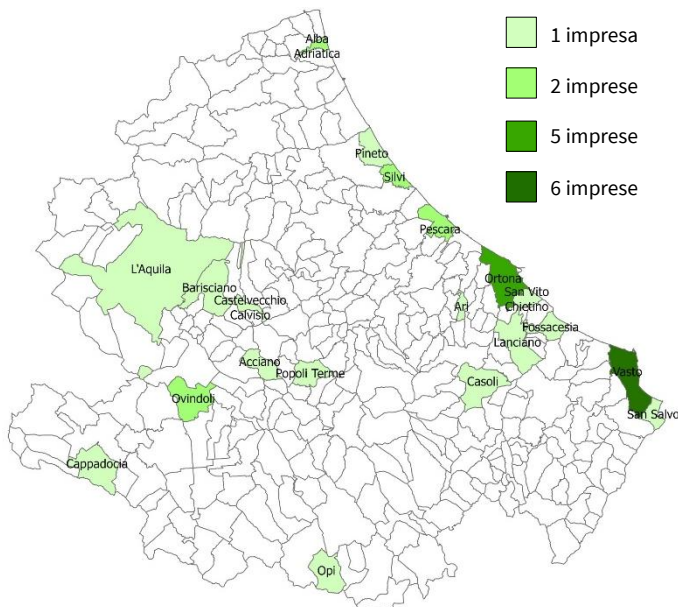 1 impresa
2 imprese
5 imprese
6 imprese
Alba
Adriatica
Pineto
Silvi
Pescara
L'Aquila
Barisciano
Castelvecchio
Calvisio
Ortona
San Vito
Chietino
Ari
Fossacesia
Lanciano
Acciano
Popoli Terme
Casoli
Vasto
Ovindoli
San Salvo
Cappadocia
Opi